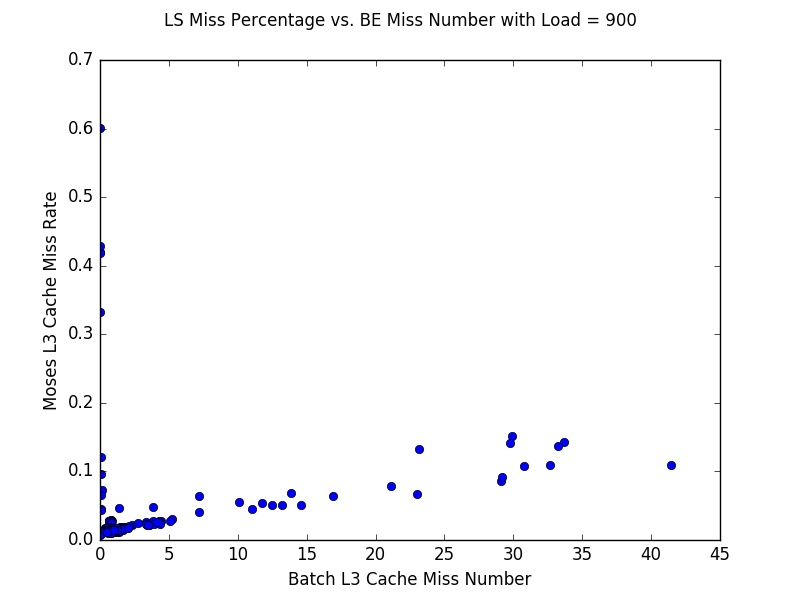 LS Miss Percentage vs. BE Miss Number with Load = 900
0.7
0.6
0.5
0.4
0.3
0.2
0.1
0.0
Moses L3 Cache Miss Rate
0 5 10 15 20 25 30 35 40 45
Batch L3 Cache Miss Number